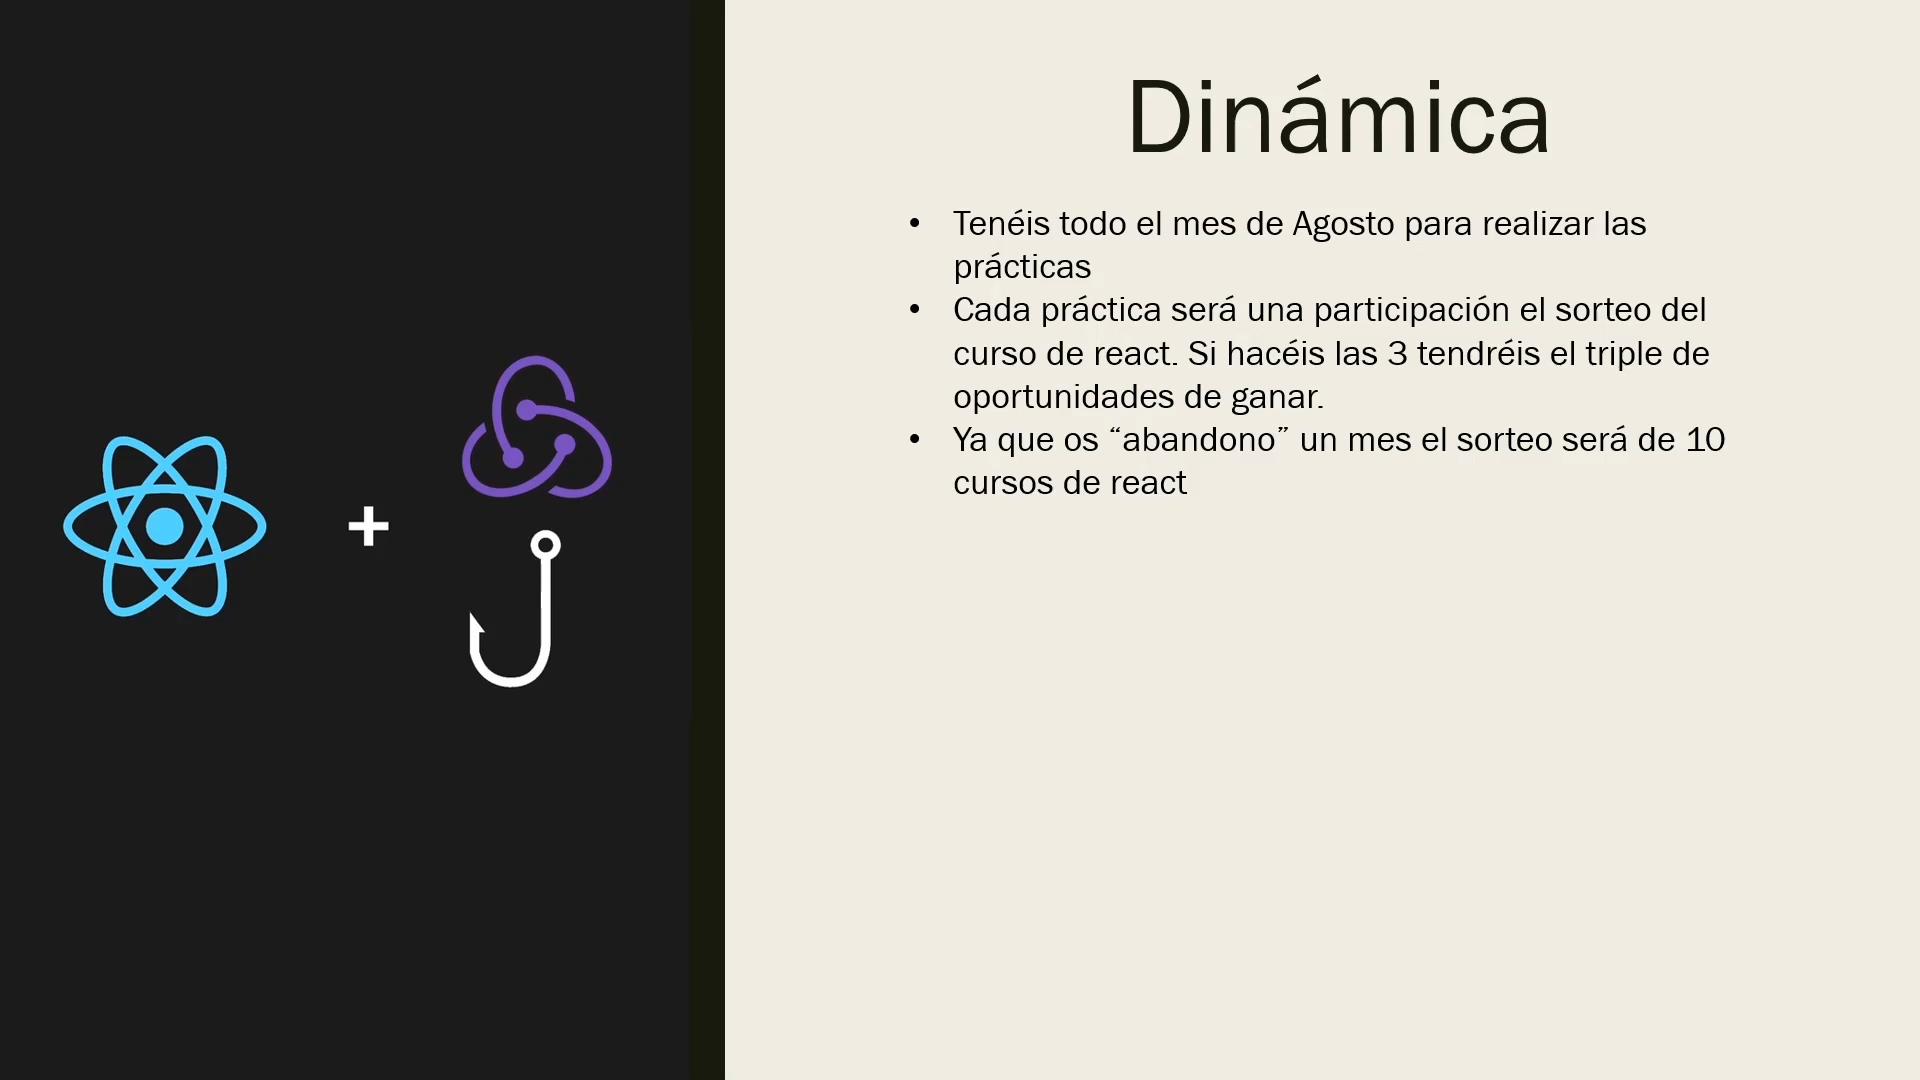 Dinámica
• Tenéis todo el mes de Agosto para realizar las
prácticas
• Cada práctica será una participación el sorteo del
curso de react. Si hacéis las 3 tendréis el triple de
oportunidades de ganar.
• Ya que os “abandono” un mes el sorteo será de 10
cursos de react
+